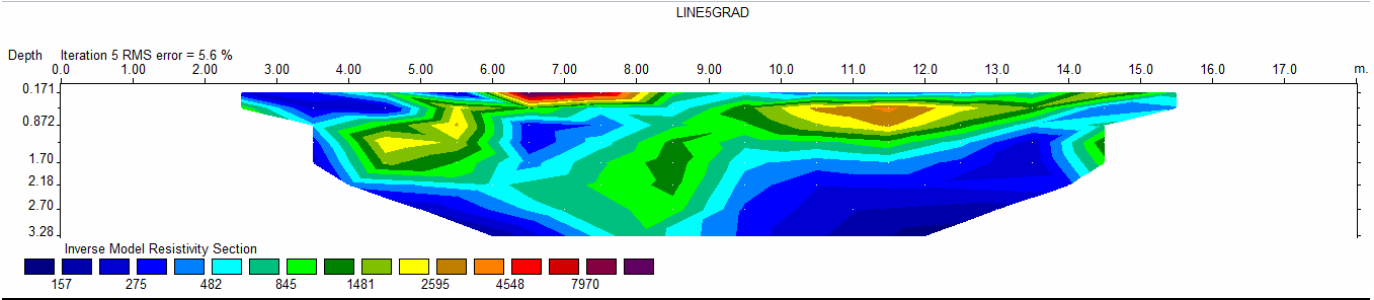 LINE5GRAD
Depth Iteration 5 RMS error = 5.6 %
0.0 1.00 2.00 3.00 4.00 5.00 6.00 7.00 8.00 9.00 10.0 11.0 12.0 13.0 14.0 15.0 16.0 17.0 m.
0.171
0.872
1.70
2.18
2.70
3.28
Inverse Model Resistivity Section
157 275 482 845 1481 2595 4548 7970